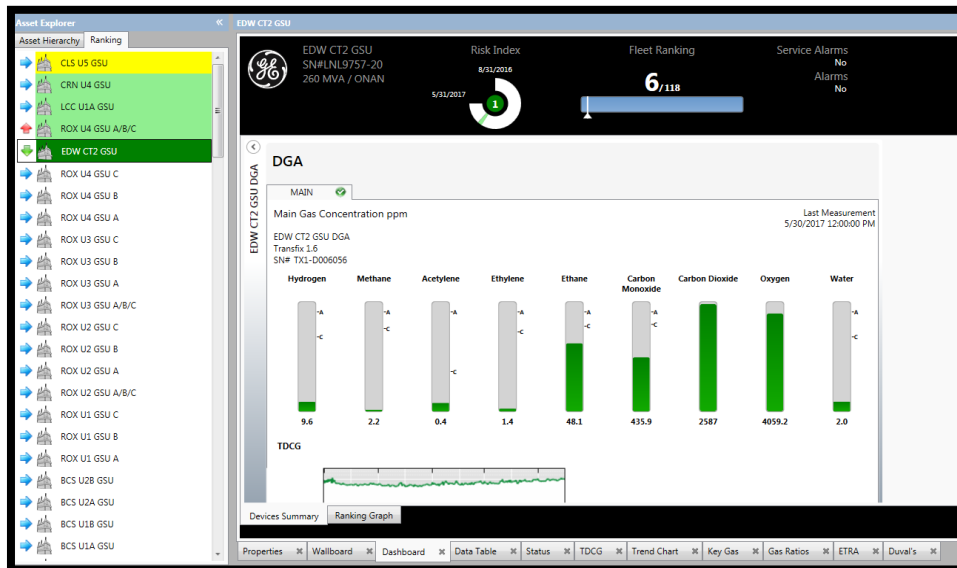 Asset Explorer «
Asset Hierarchy Ranking
CLS U5 GSU
CRN U4 GSU
LCC U1A GSU
ROX U4 GSU A/B/C
EDW CT2 GSU
ROX U4 GSU C
ROX U4 GSU B
ROX U4 GSU A
ROX U3 GSU C
ROX U3 GSU B
ROX U3 GSU A
ROX U3 GSU A/B/C
ROX U2 GSU C
ROX U2 GSU B
ROX U2 GSU A
ROX U2 GSU A/B/C
ROX U1 GSU C
ROX U1 GSU B
ROX U1 GSU A
BCS U2B GSU
BCS U2A GSU
BCS U1B GSU
BCS U1A GSU
EDW CT2 GSU
GE
EDW CT2 GSU
SN#LNL9757-20
260 MVA / ONAN
Risk Index
8/31/2016
5/31/2017
1
Fleet Ranking
6/118
Service Alarms
No
Alarms
No
EDW CT2 GSU DGA
DGA
MAIN
Main Gas Concentration ppm
Last Measurement
5/30/2017 12:00:00 PM
EDW CT2 GSU DGA
Transfix 1.6
SN# TX1-D006056
Hydrogen Methane Acetylene Ethylene Ethane Carbon Monoxide Carbon Dioxide Oxygen Water
-A -A -A -A -A -A -A
-C -C -C -C -C -C -C
9.6 2.2 0.4 1.4 48.1 435.9 2587 4059.2 2.0
TDCG
Devices Summary Ranking Graph
Properties Wallboard Dashboard Data Table Status TDCG Trend Chart Key Gas Gas Ratios ETRA Duval's